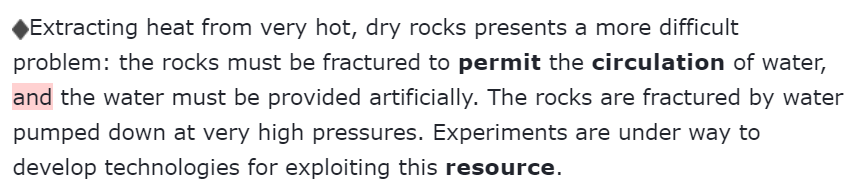 ◆Extracting heat from very hot, dry rocks presents a more difficult
problem: the rocks must be fractured to permit the circulation of water,
and the water must be provided artificially. The rocks are fractured by water
pumped down at very high pressures. Experiments are under way to
develop technologies for exploiting this resource.